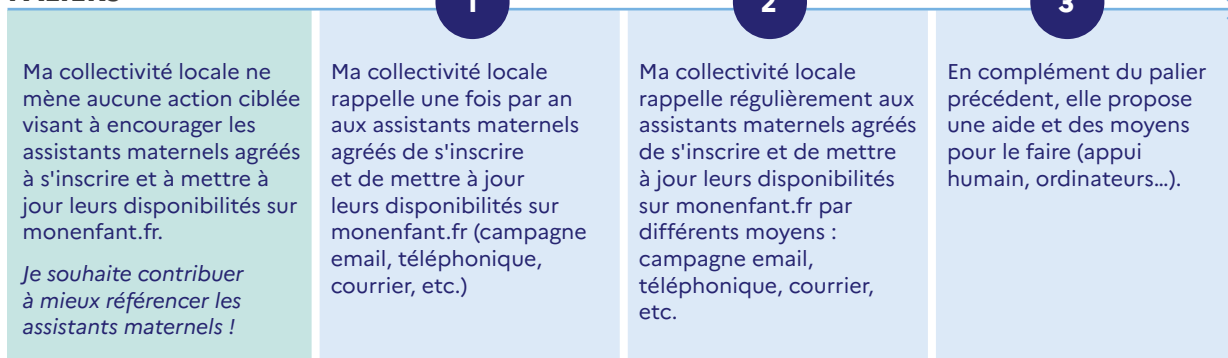 1
2
3
Ma collectivité locale ne
mène aucune action ciblée
visant à encourager les
assistants maternels agréés
à s'inscrire et à mettre à
jour leurs disponibilités sur
monenfant.fr.
Je souhaite contribuer
à mieux référencer les
assistants maternels !
Ma collectivité locale
rappelle une fois par an
aux assistants maternels
agréés de s'inscrire
et de mettre à jour
leurs disponibilités sur
monenfant.fr (campagne
email, téléphonique,
courrier, etc.)
Ma collectivité locale
rappelle régulièrement aux
assistants maternels agréés
de s'inscrire et de mettre
à jour leurs disponibilités
sur monenfant.fr par
différents moyens :
campagne email,
téléphonique, courrier,
etc.
En complément du palier
précédent, elle propose
une aide et des moyens
pour le faire (appui
humain, ordinateurs…).